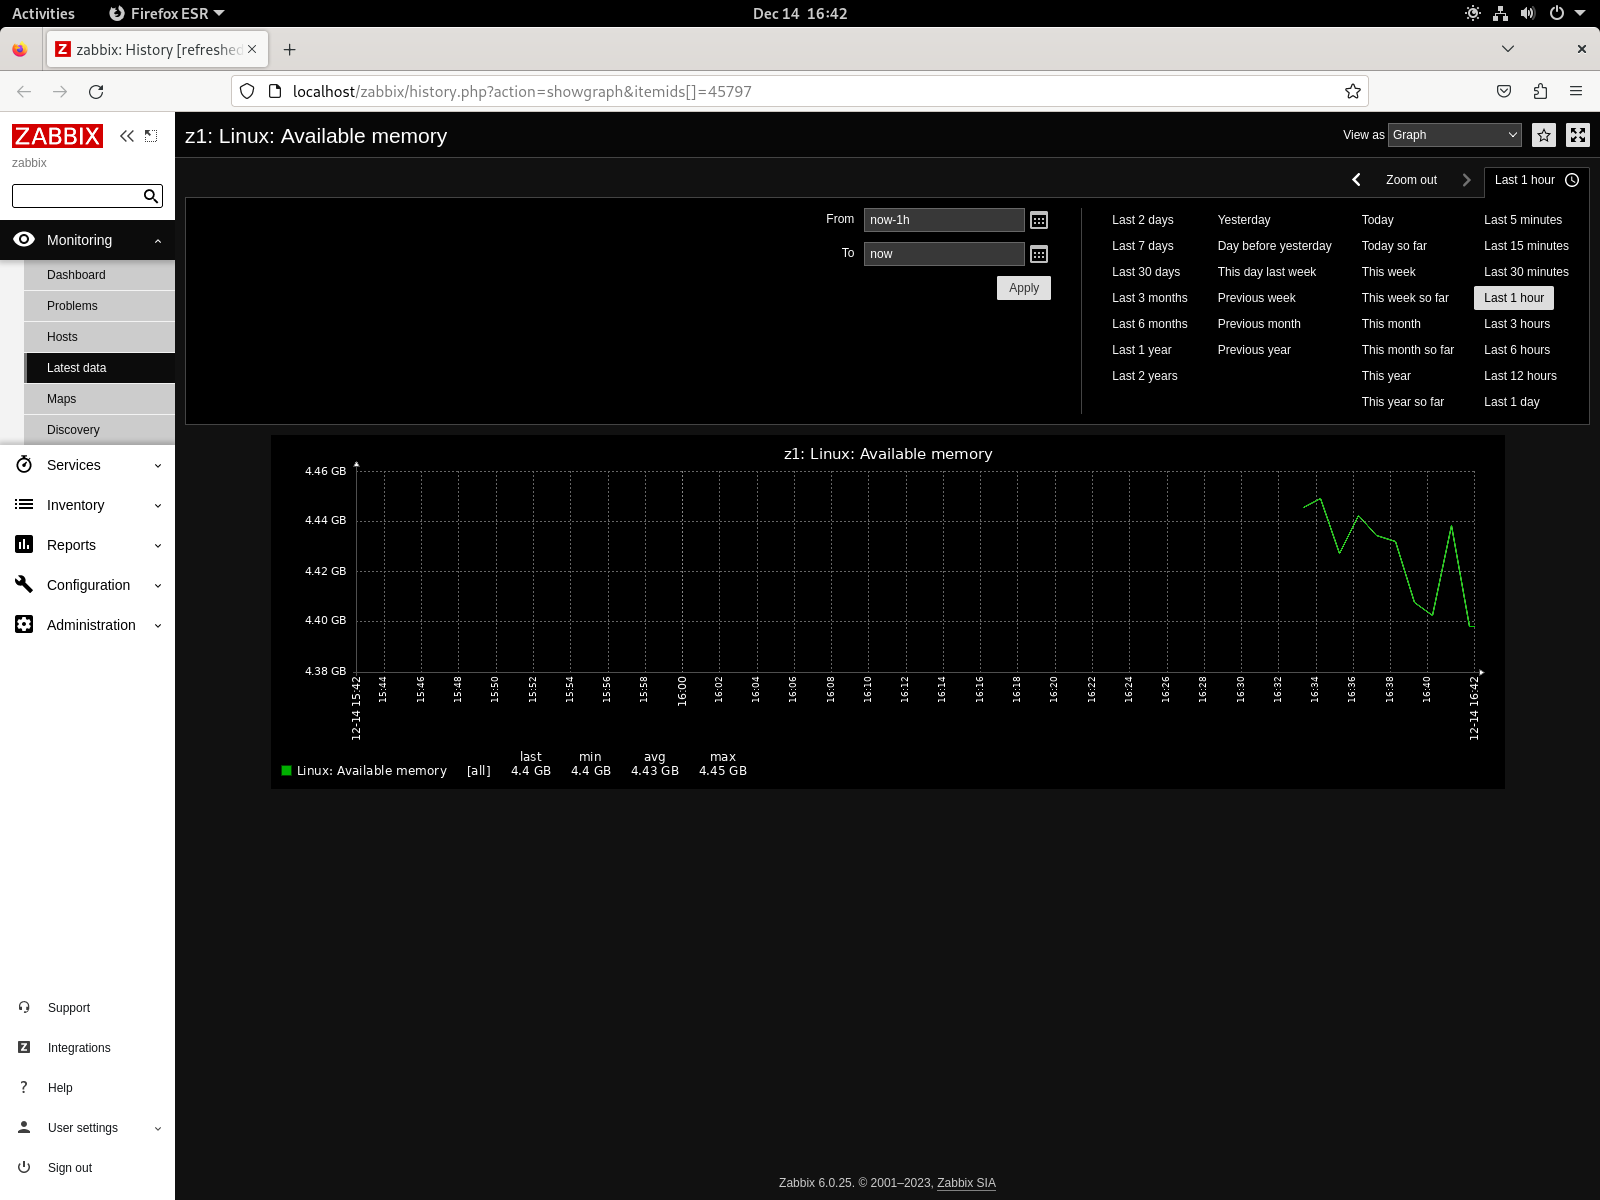 Activities
Firefox ESR
Dec 14 16:42
zabbix: History [refreshed
localhost/zabbix/history.php?action=showgraph&itemids[]=45797
ZABBIX
zabbix
Monitoring
Dashboard
Problems
Hosts
Latest data
Maps
Discovery
Services
Inventory
Reports
Configuration
Administration
Support
Integrations
Help
User settings
Sign out
z1: Linux: Available memory
View as
Graph
Zoom out
Last 1 hour
From
now-1h
To
now
Apply
Last 2 days
Last 7 days
Last 30 days
Last 3 months
Last 6 months
Last 1 year
Last 2 years
Yesterday
Day before yesterday
This day last week
Previous week
Previous month
Previous year
Today
Today so far
This week
This week so far
This month
This month so far
This year
This year so far
Last 5 minutes
Last 15 minutes
Last 30 minutes
Last 1 hour
Last 3 hours
Last 6 hours
Last 12 hours
Last 1 day
z1: Linux: Available memory
4.46 GB
4.44 GB
4.42 GB
4.40 GB
4.38 GB
12-14 15:42
15:44
15:46
15:48
15:50
15:52
15:54
15:56
15:58
16:00
16:02
16:04
16:06
16:08
16:10
16:12
16:14
16:16
16:18
16:20
16:22
16:24
16:26
16:28
16:30
16:32
16:34
16:36
16:38
16:40
12-14 16:42
last min avg max
Linux: Available memory [all] 4.4 GB 4.4 GB 4.43 GB 4.45 GB
Zabbix 6.0.25. © 2001–2023, Zabbix SIA